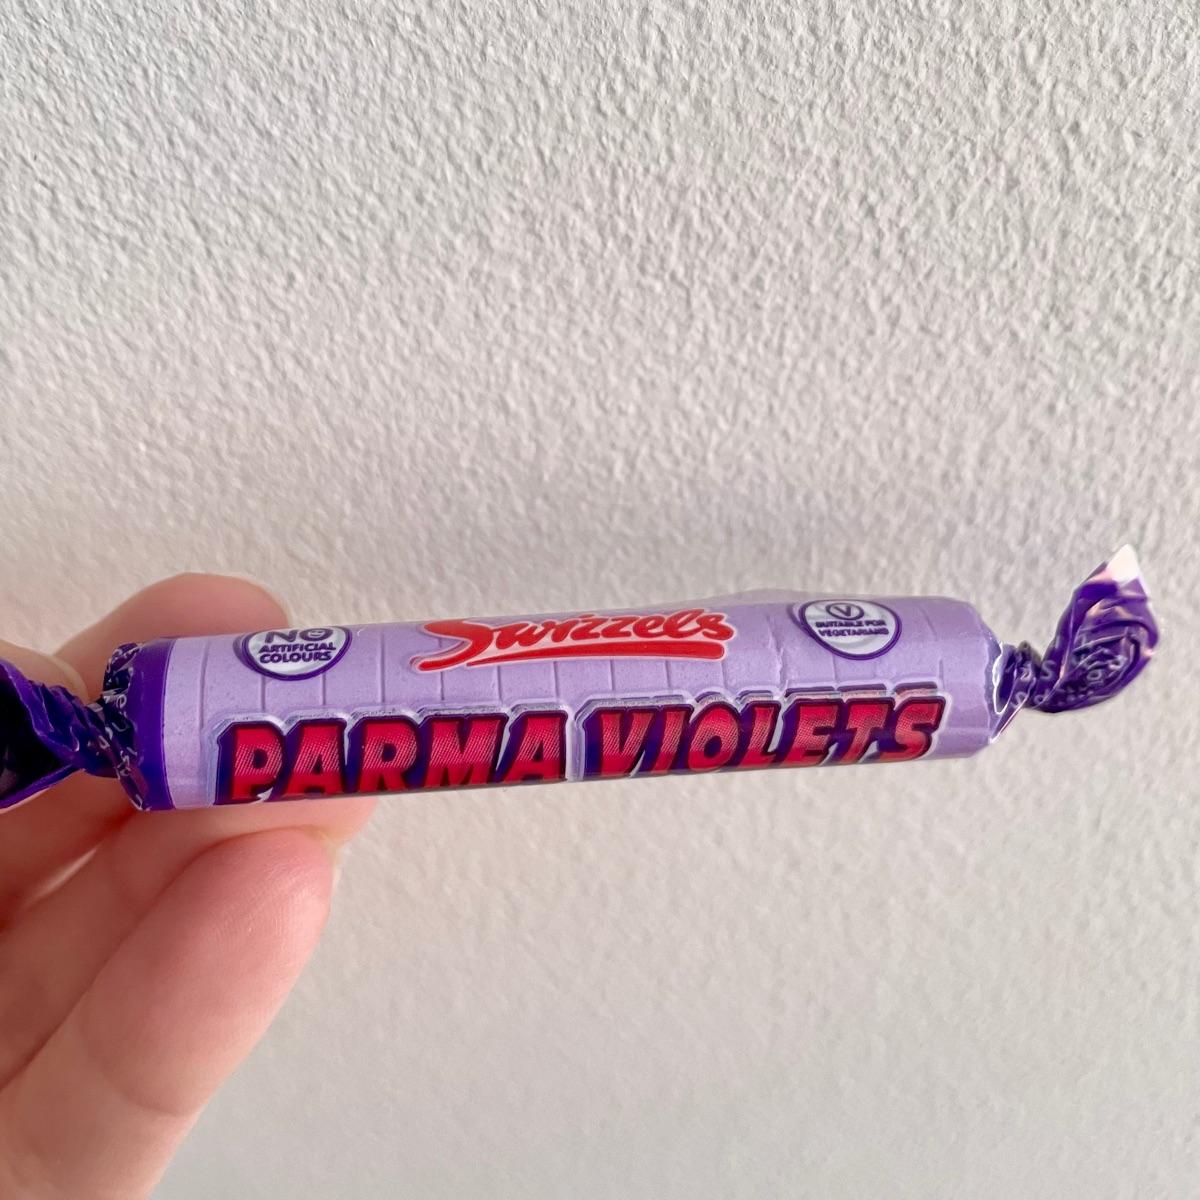 NO
ARTIFICIAL
COLOURS
Swizzels
V
SUITABLE FOR
VEGETARIANS
PARMA VIOLETS